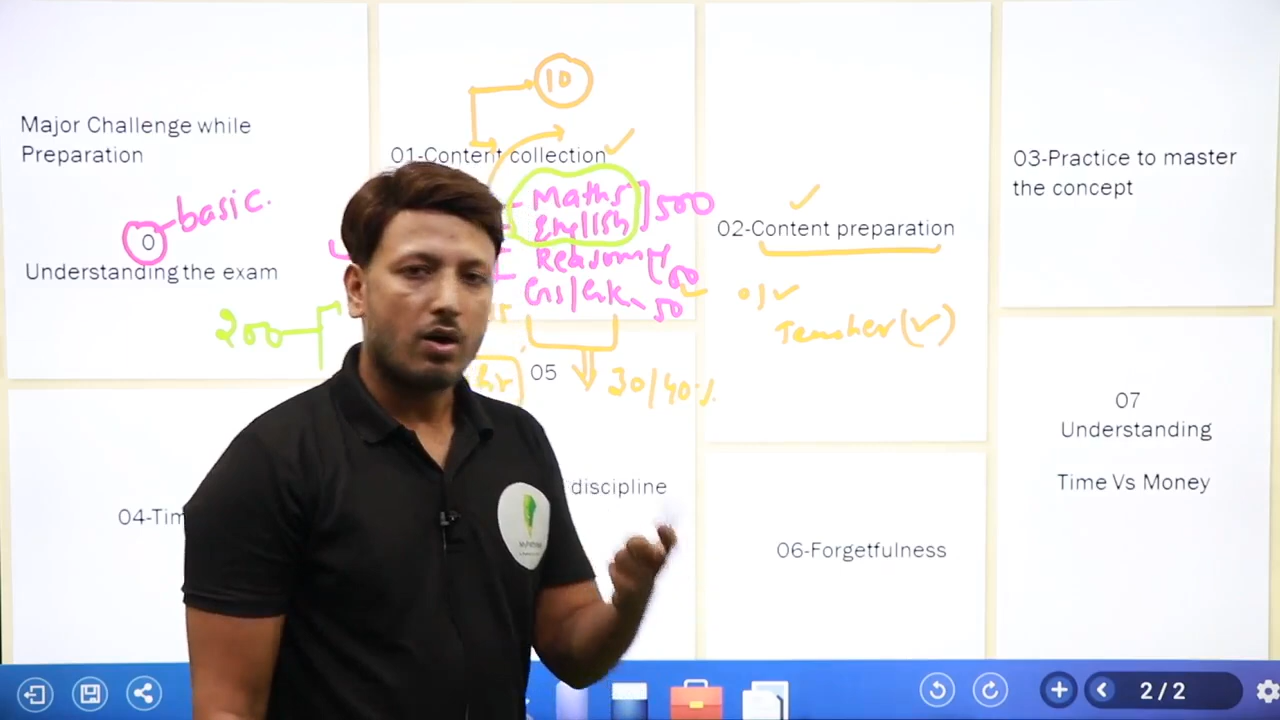 Major Challenge while
Preparation
0
basic.
Understanding the exam
200
10
01-Content collection
Maths
English
500
Reasoning
100
GS/GK
50
05
hr
30/40%
discipline
02-Content preparation
01
Teacher
03-Practice to master
the concept
04-Tim
06-Forgetfulness
07
Understanding
Time Vs Money
2/2